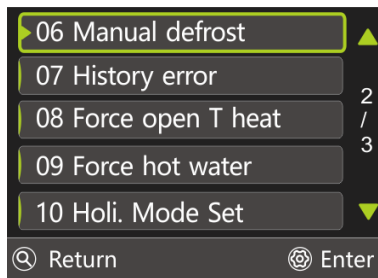 06 Manual defrost
07 History error
08 Force open T heat
09 Force hot water
10 Holi. Mode Set
2
/
3
Return
Enter